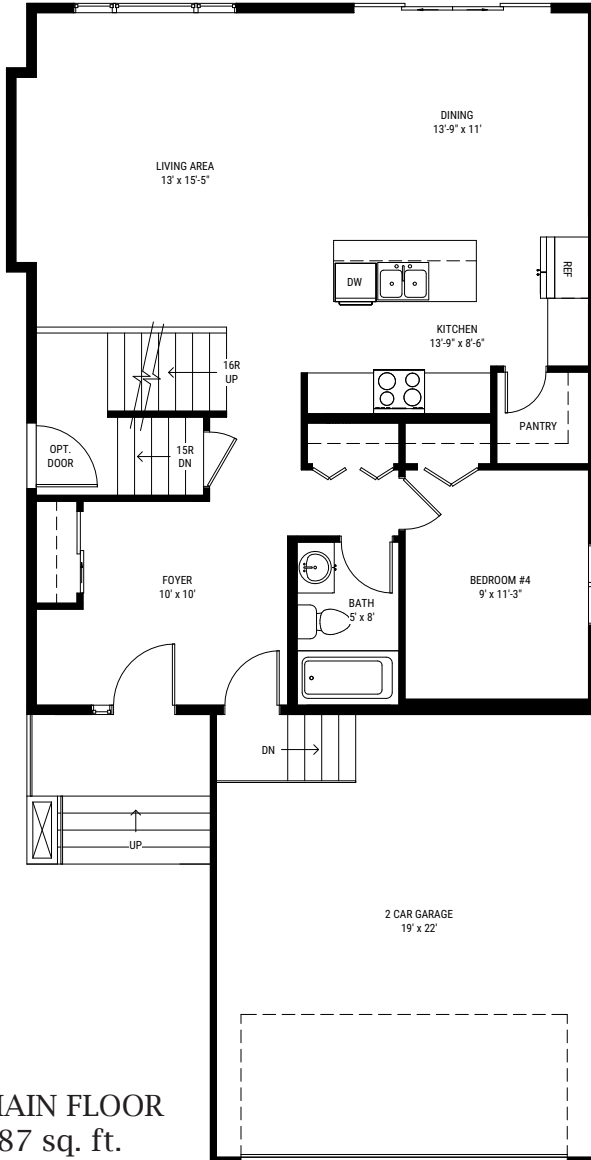 DINING
13'-9" x 11'
LIVING AREA
13' x 15'-5"
REF
DW
KITCHEN
13'-9" x 8'-6"
16R
UP
PANTRY
OPT.
DOOR
15R
DN
FOYER
10' x 10'
BEDROOM #4
9' x 11'-3"
BATH
5' x 8'
DN
UP
2 CAR GARAGE
19' x 22'
FLOOR
87 sq. ft.